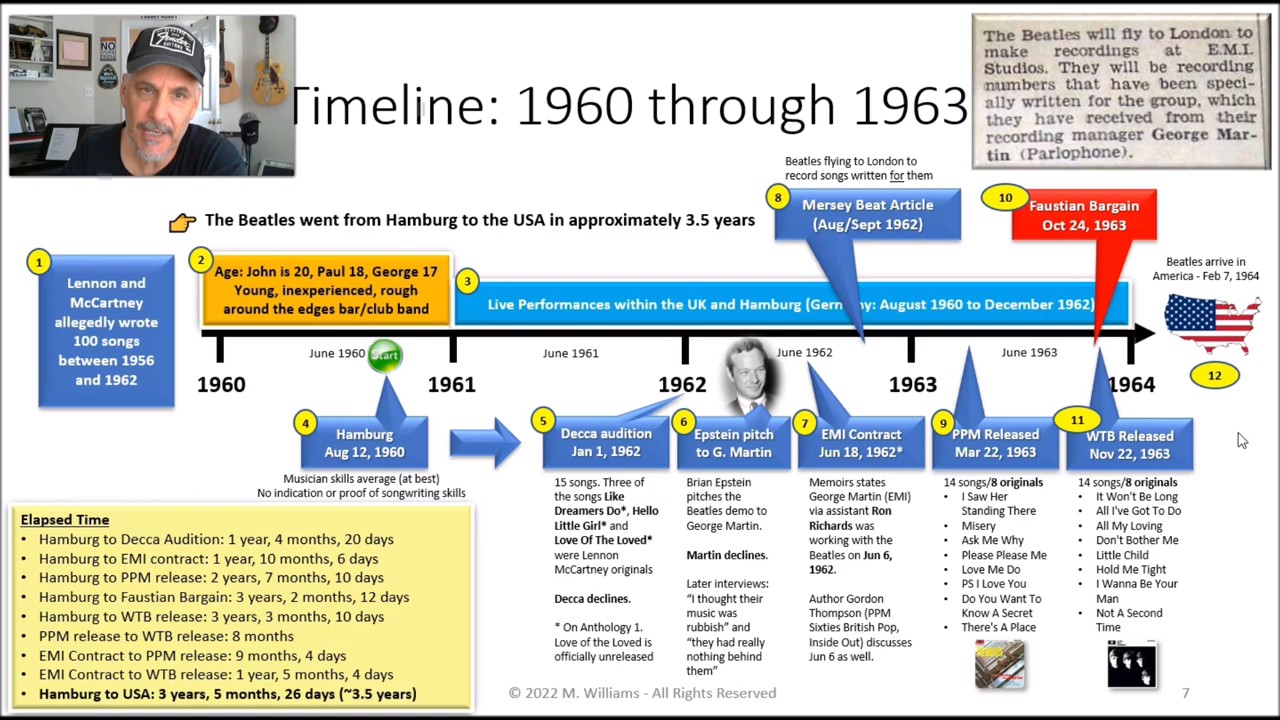 NO
STOPPING
Fender
Timeline: 1960 through 1963
The Beatles will fly to London to
make recordings at E.M.I.
Studios. They will be recording
numbers that have been speci-
ally written for the group, which
they have received from their
recording manager George Mar-
tin (Parlophone).
Beatles flying to London to
record songs written for them
The Beatles went from Hamburg to the USA in approximately 3.5 years
8
Mersey Beat Article
(Aug/Sept 1962)
10
Faustian Bargain
Oct 24, 1963
1
Lennon and
McCartney
allegedly wrote
100 songs
between 1956
and 1962
2
Age: John is 20, Paul 18, George 17
Young, inexperienced, rough
around the edges bar/club band
3
Live Performances within the UK and Hamburg (Germany: August 1960 to December 1962)
Beatles arrive in
America - Feb 7, 1964
12
June 1960
Start
June 1961
June 1962
June 1963
1960
1961
1962
1963
1964
4
Hamburg
Aug 12, 1960
Musician skills average (at best)
No indication or proof of songwriting skills
5
Decca audition
Jan 1, 1962
15 songs. Three of
the songs Like
Dreamers Do*, Hello
Little Girl* and
Love Of The Loved*
were Lennon
McCartney originals
Decca declines.
* On Anthology 1.
Love of the Loved is
officially unreleased
6
Epstein pitch
to G. Martin
Brian Epstein
pitches the
Beatles demo to
George Martin.
Martin declines.
Later interviews:
“I thought their
music was
rubbish” and
“they had really
nothing behind
them”
7
EMI Contract
Jun 18, 1962*
Memoirs states
George Martin (EMI)
via assistant Ron
Richards was
working with the
Beatles on Jun 6,
1962.
Author Gordon
Thompson (PPM
Sixties British Pop,
Inside Out) discusses
Jun 6 as well.
9
PPM Released
Mar 22, 1963
14 songs/8 originals
• I Saw Her
Standing There
• Misery
• Ask Me Why
• Please Please Me
• Love Me Do
• PS I Love You
• Do You Want To
Know A Secret
• There's A Place
11
WTB Released
Nov 22, 1963
14 songs/8 originals
• It Won't Be Long
• All I've Got To Do
• All My Loving
• Don't Bother Me
• Little Child
• Hold Me Tight
• I Wanna Be Your
Man
• Not A Second
Time
Elapsed Time
• Hamburg to Decca Audition: 1 year, 4 months, 20 days
• Hamburg to EMI contract: 1 year, 10 months, 6 days
• Hamburg to PPM release: 2 years, 7 months, 10 days
• Hamburg to Faustian Bargain: 3 years, 2 months, 12 days
• Hamburg to WTB release: 3 years, 3 months, 10 days
• PPM release to WTB release: 8 months
• EMI Contract to PPM release: 9 months, 4 days
• EMI Contract to WTB release: 1 year, 5 months, 4 days
• Hamburg to USA: 3 years, 5 months, 26 days (~3.5 years)
© 2022 M. Williams - All Rights Reserved
7